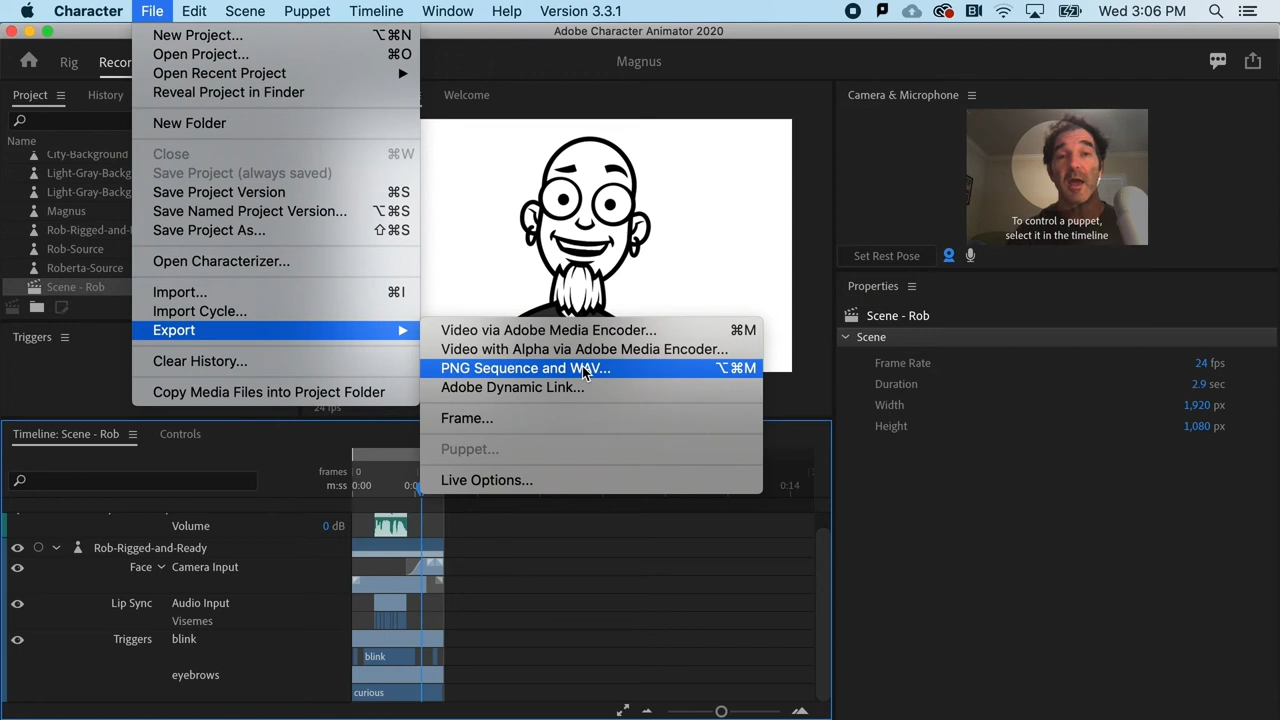 Character File Edit Scene Puppet Timeline Window Help Version 3.3.1 Wed 3:06 PM
Adobe Character Animator 2020
Rig Recor Magnus
Project History Welcome
Name
City-Background
Light-Gray-Backg
Light-Gray-Backg
Magnus
Rob-Rigged-and-
Rob-Source
Roberta-Source
Scene - Rob
Triggers
New Project... ⌥⌘N
Open Project... ⌘O
Open Recent Project
Reveal Project in Finder
New Folder
Close ⌘W
Save Project (always saved)
Save Project Version ⌘S
Save Named Project Version... ⌥⌘S
Save Project As... ⇧⌘S
Open Characterizer...
Import... ⌘I
Import Cycle...
Export
Clear History...
Copy Media Files into Project Folder
24 fps
Video via Adobe Media Encoder... ⌘M
Video with Alpha via Adobe Media Encoder...
PNG Sequence and WAV... ⌥⌘M
Adobe Dynamic Link...
Frame...
Puppet...
Live Options...
Camera & Microphone
To control a puppet,
select it in the timeline
Set Rest Pose
Properties
Scene - Rob
Scene
Frame Rate 24 fps
Duration 2.9 sec
Width 1,920 px
Height 1,080 px
Timeline: Scene - Rob Controls
frames 0
m:ss 0:00 0:14
Volume 0 dB
Rob-Rigged-and-Ready
Face Camera Input
Lip Sync Audio Input
Visemes
Triggers blink
blink
eyebrows
curious